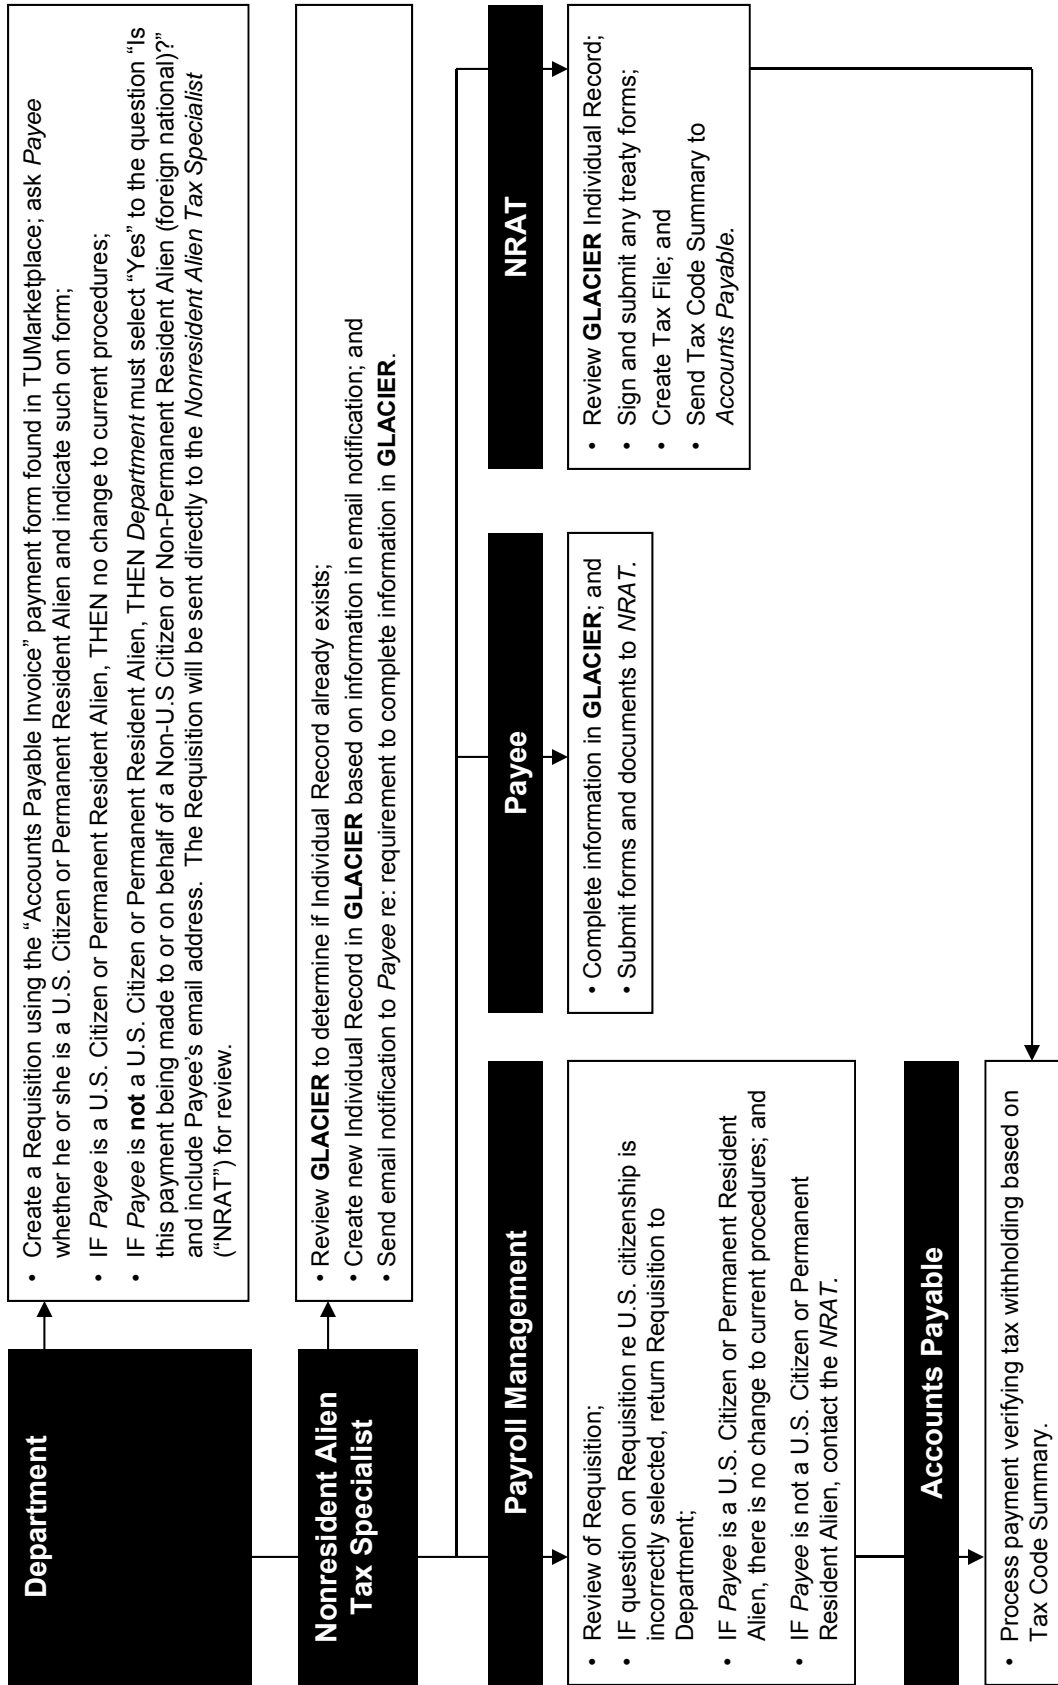 Department
• Create a Requisition using the “Accounts Payable Invoice” payment form found in TUMarketplace; ask Payee
whether he or she is a U.S. Citizen or Permanent Resident Alien and indicate such on form;
• IF Payee is a U.S. Citizen or Permanent Resident Alien, THEN no change to current procedures;
• IF Payee is not a U.S. Citizen or Permanent Resident Alien, THEN Department must select “Yes” to the question “Is
this payment being made to or on behalf of a Non-U.S Citizen or Non-Permanent Resident Alien (foreign national)?”
and include Payee’s email address. The Requisition will be sent directly to the Nonresident Alien Tax Specialist
(“NRAT”) for review.
Nonresident Alien
Tax Specialist
• Review GLACIER to determine if Individual Record already exists;
• Create new Individual Record in GLACIER based on information in email notification; and
• Send email notification to Payee re: requirement to complete information in GLACIER.
Payroll Management
• Review of Requisition;
• IF question on Requisition re U.S. citizenship is
incorrectly selected, return Requisition to
Department;
• IF Payee is a U.S. Citizen or Permanent Resident
Alien, there is no change to current procedures; and
• IF Payee is not a U.S. Citizen or Permanent
Resident Alien, contact the NRAT.
Payee
• Complete information in GLACIER; and
• Submit forms and documents to NRAT.
NRAT
• Review GLACIER Individual Record;
• Sign and submit any treaty forms;
• Create Tax File; and
• Send Tax Code Summary to
Accounts Payable.
Accounts Payable
• Process payment verifying tax withholding based on
Tax Code Summary.